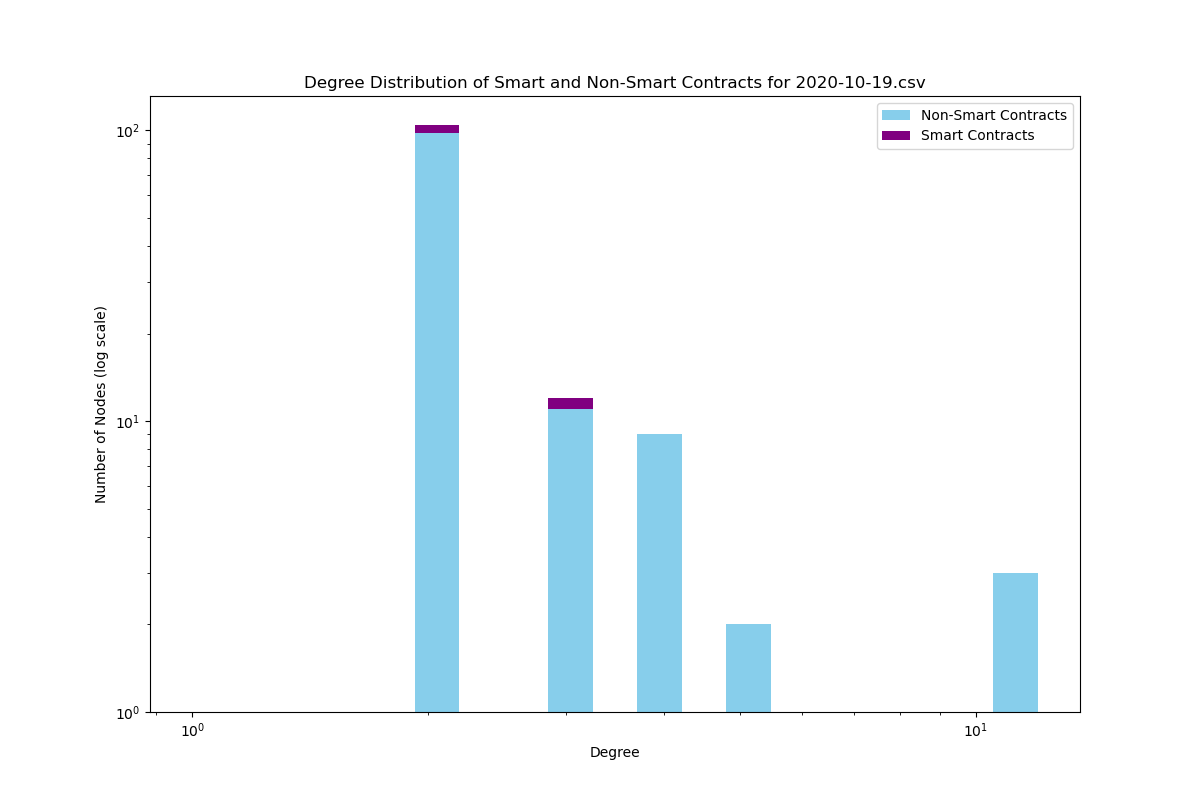 Degree Distribution of Smart and Non-Smart Contracts for 2020-10-19.csv
Non-Smart Contracts
Smart Contracts
Number of Nodes (log scale)
10²
10¹
10⁰
10⁰
10¹
Degree